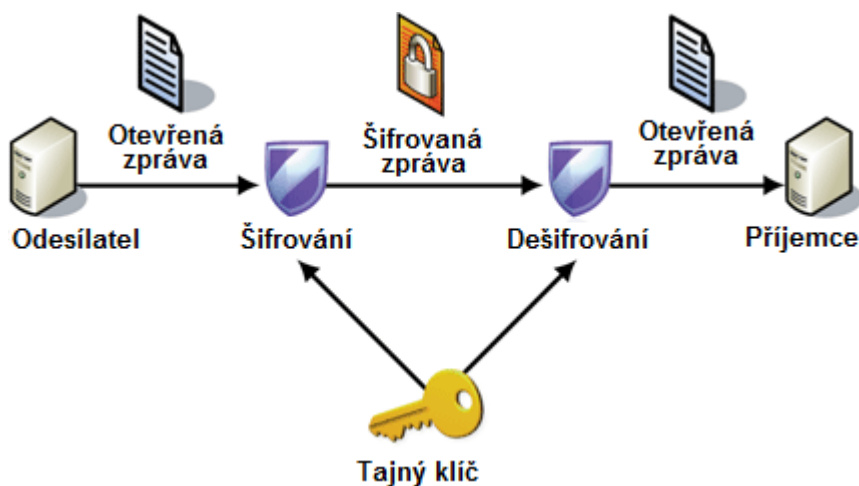 Otevřená
zpráva
Šifrovaná
zpráva
Otevřená
zpráva
Odesílatel
Šifrování
Dešifrování
Příjemce
Tajný klíč